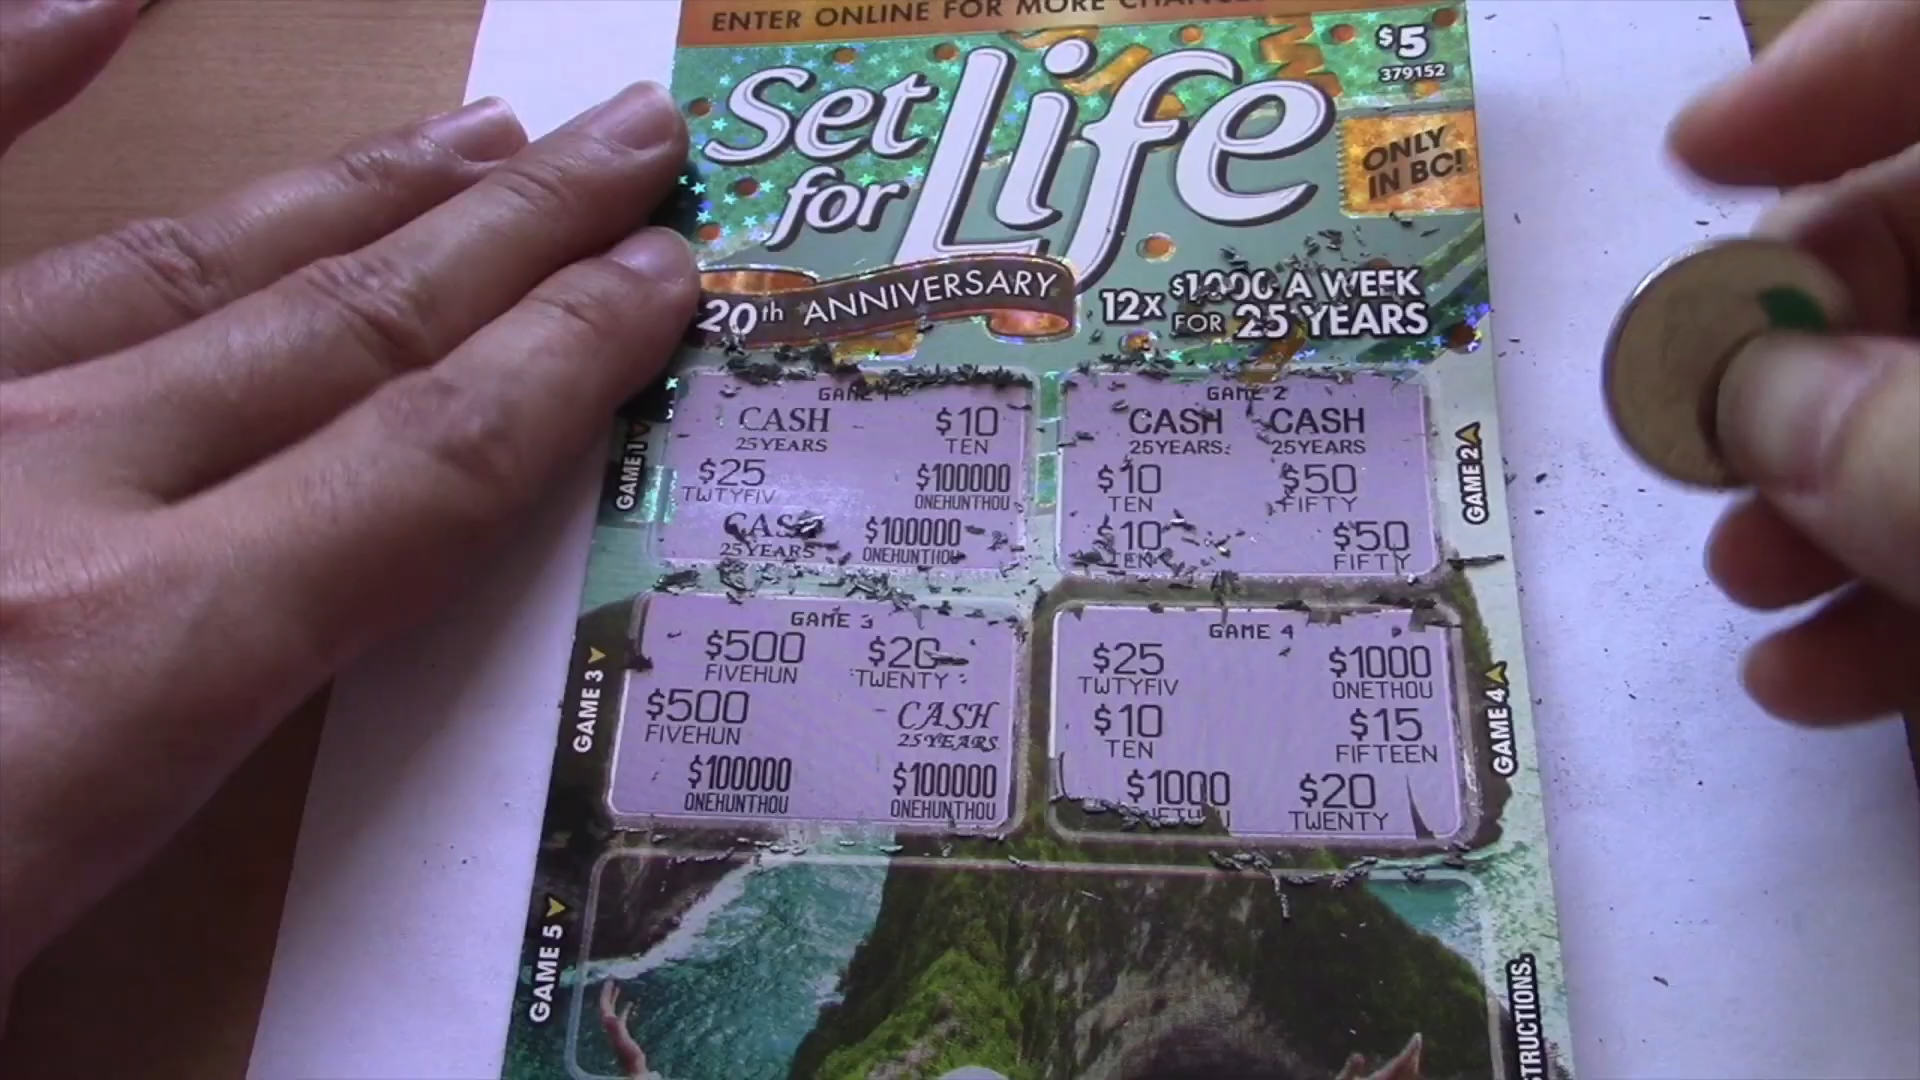 ENTER ONLINE FOR MORE
$5
379152
Set for Life
ONLY IN BC!
20th ANNIVERSARY
12x $1000 A WEEK FOR 25 YEARS
GAME 1
GAME 1
CASH $10
25YEARS TEN
$25 $100000
TWTYFIV ONEHUNTHOU
CASH $100000
25YEARS ONEHUNTHOU
GAME 2
GAME 2
CASH CASH
25YEARS 25YEARS
$10 $50
TEN FIFTY
$10 $50
TEN FIFTY
GAME 3
GAME 3
$500 $20
FIVEHUN TWENTY
$500 CASH
FIVEHUN 25YEARS
$100000 $100000
ONEHUNTHOU ONEHUNTHOU
GAME 4
GAME 4
$25 $1000
TWTYFIV ONETHOU
$10 $15
TEN FIFTEEN
$1000 $20
TWENTY
GAME 5